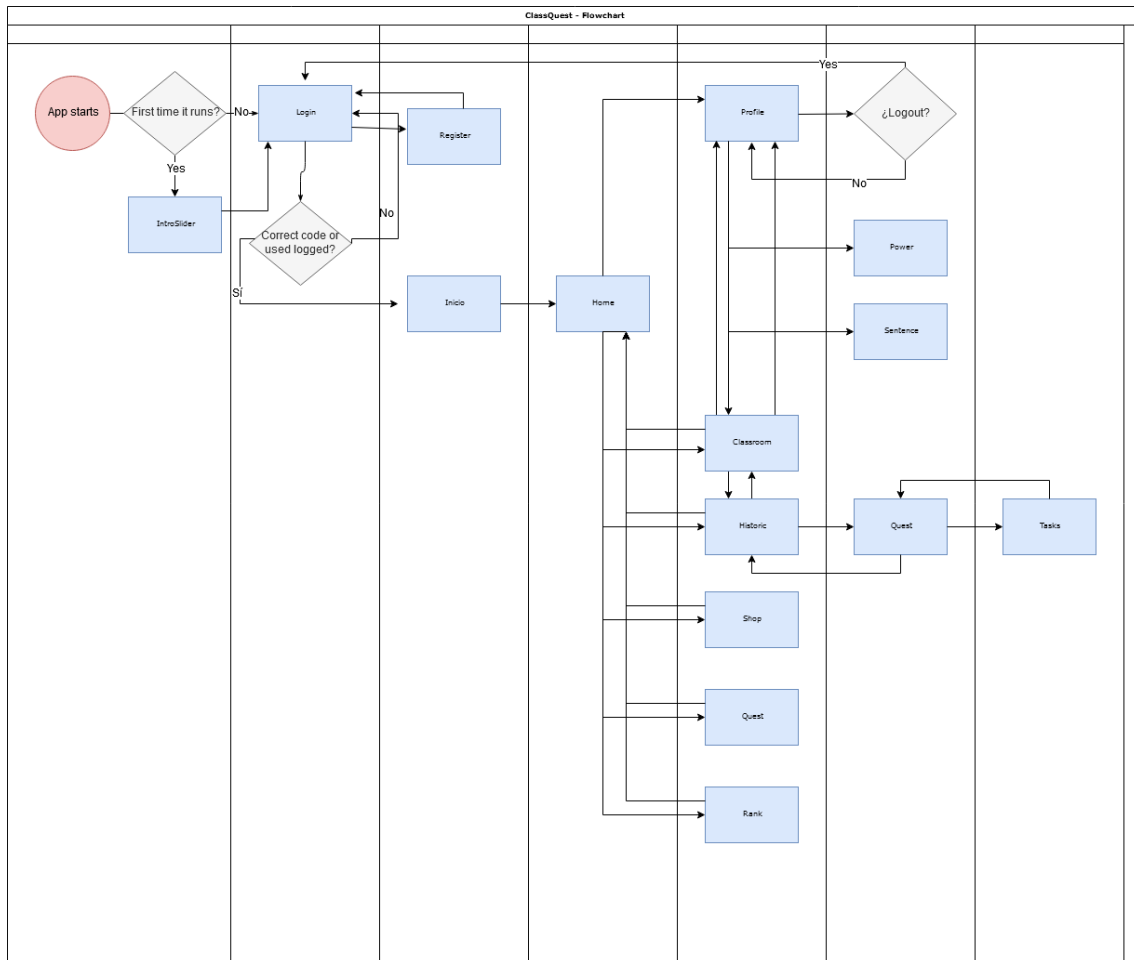 ClassQuest - Flowchart
Yes
App starts
First time it runs?
No
Login
Register
Profile
¿Logout?
Yes
No
IntroSlider
No
Correct code or
used logged?
Sí
Inicio
Home
Power
Sentence
Classroom
Historic
Quest
Tasks
Shop
Quest
Rank